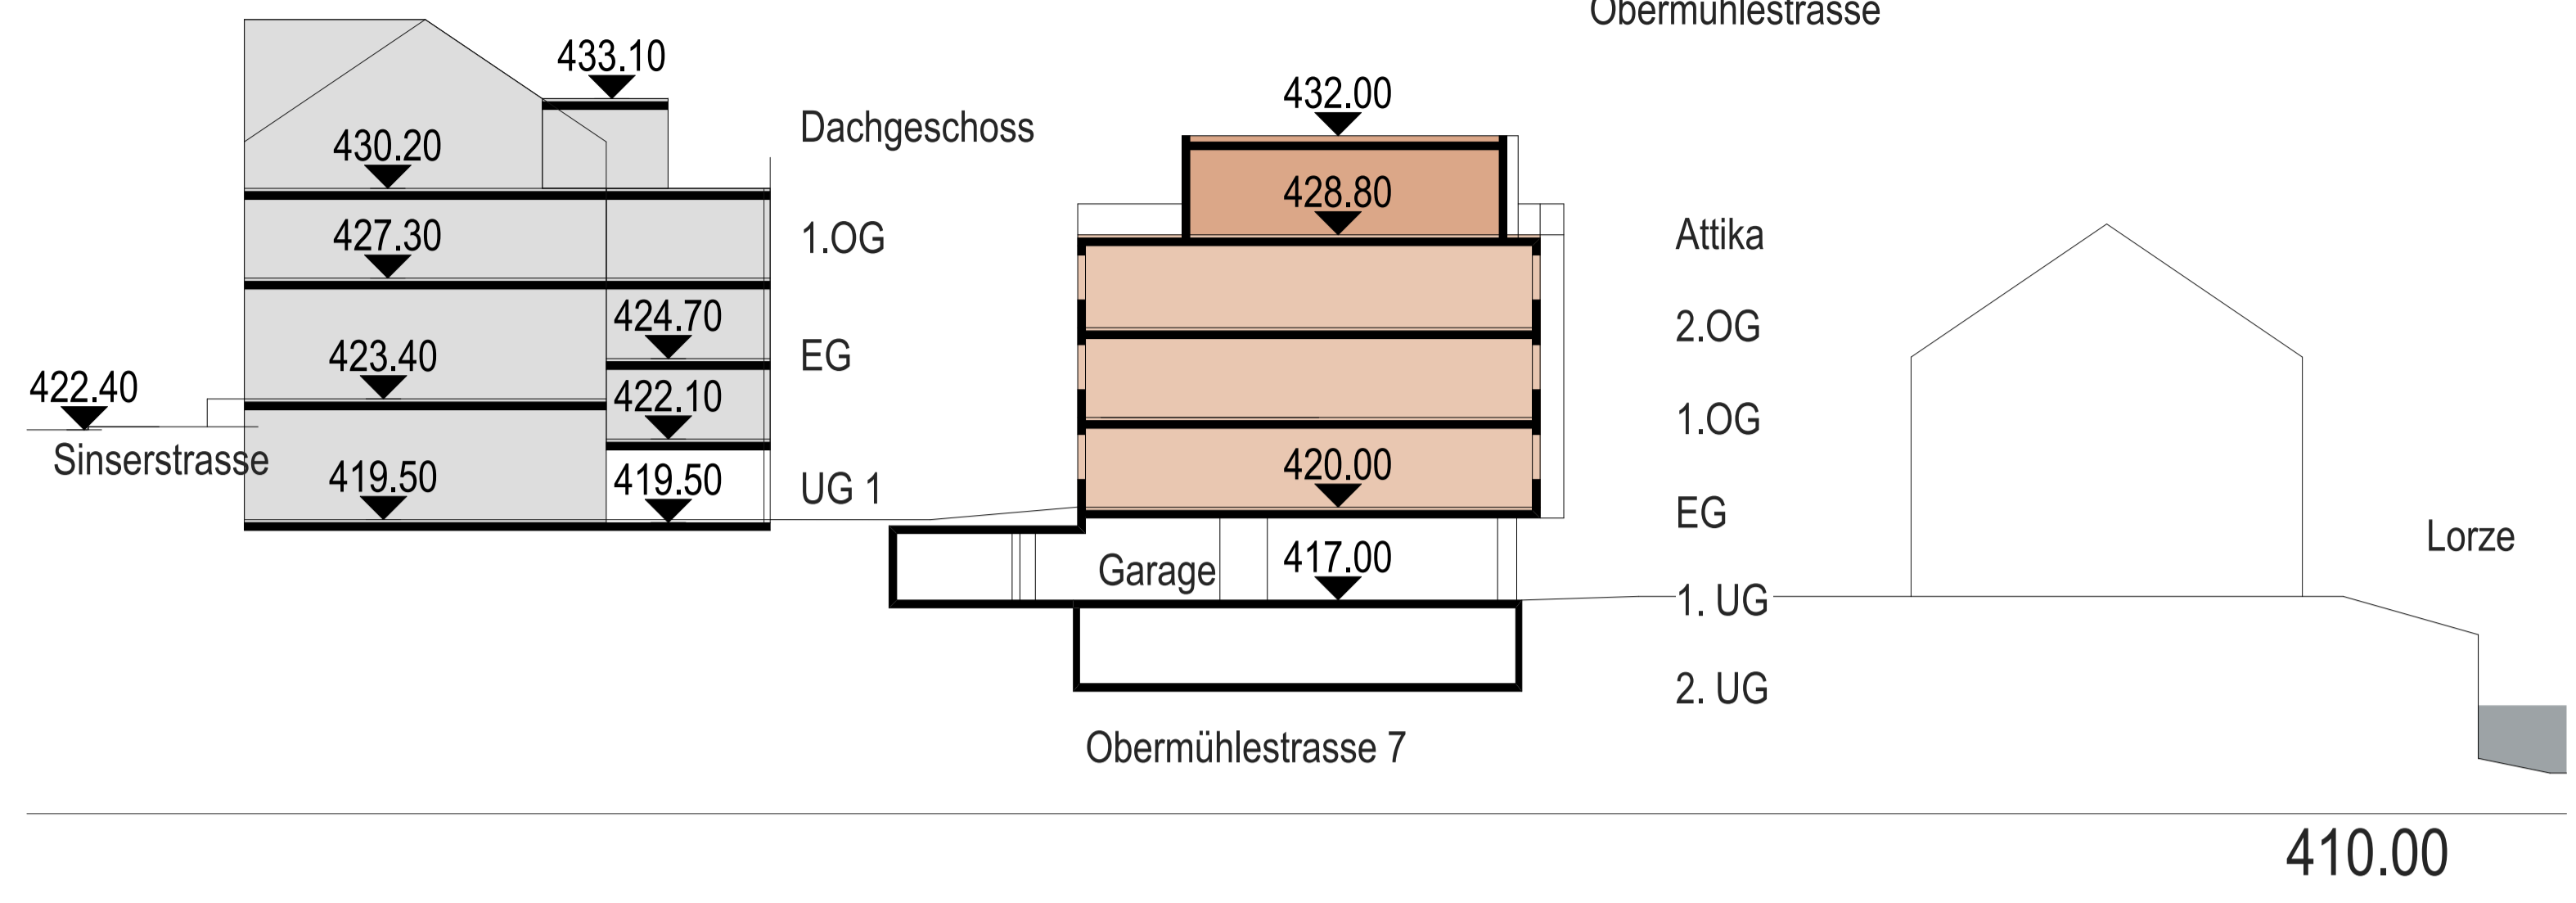 Obermühlestrasse
433.10
432.00
Dachgeschoss
430.20
428.80
427.30
1.OG
Attika
424.70
2.OG
423.40
EG
422.40
422.10
1.OG
Sinserstrasse
419.50
419.50
UG 1
420.00
EG
Lorze
Garage
417.00
1. UG
2. UG
Obermühlestrasse 7
410.00